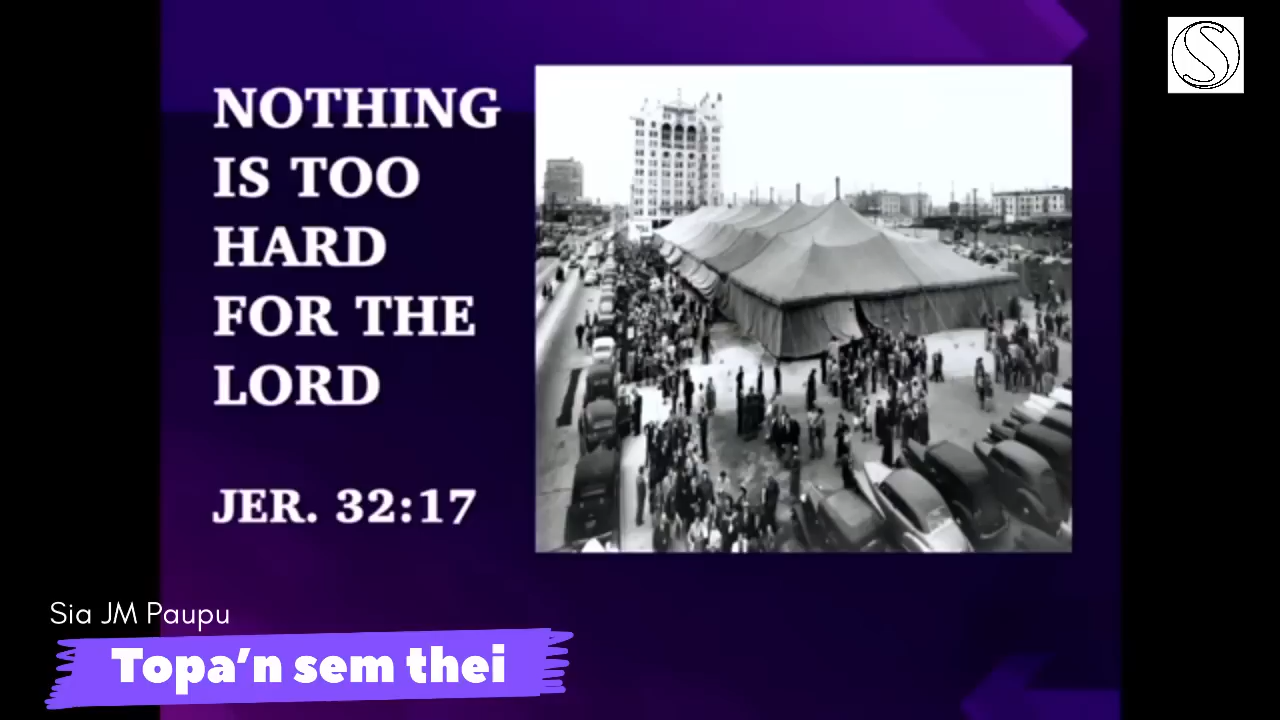 NOTHING
IS TOO
HARD
FOR THE
LORD
JER. 32:17
Sia JM Paupu
Topa’n sem thei
S